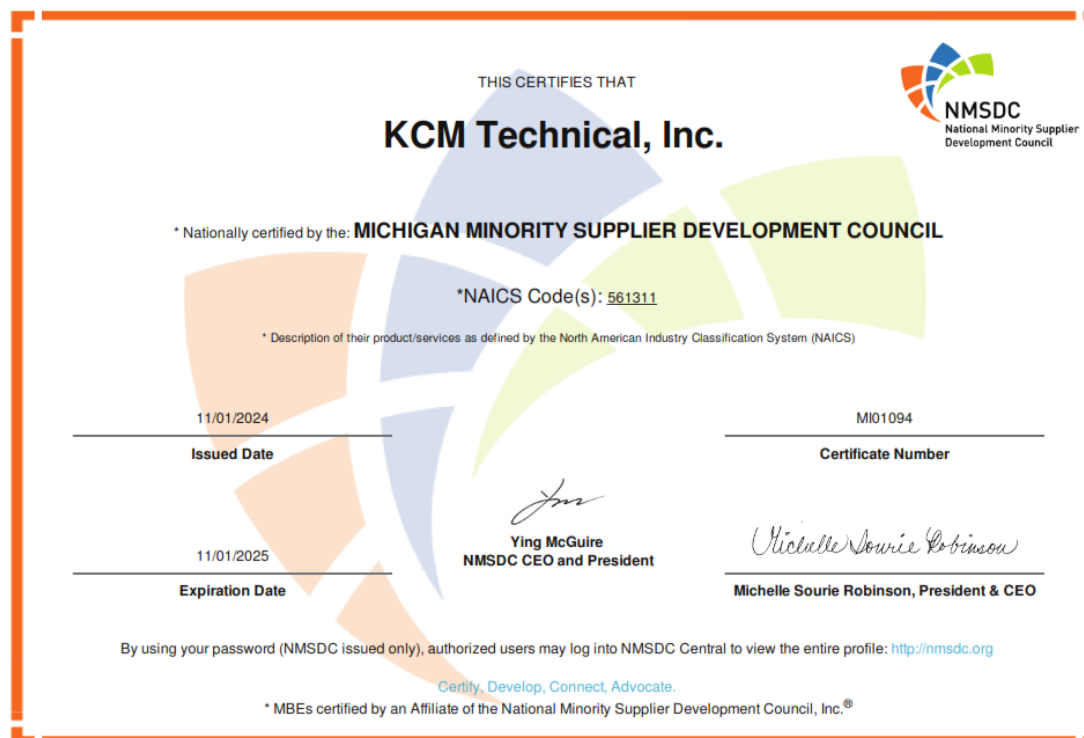 THIS CERTIFIES THAT
KCM Technical, Inc.
NMSDC
National Minority Supplier
Development Council
* Nationally certified by the: MICHIGAN MINORITY SUPPLIER DEVELOPMENT COUNCIL
*NAICS Code(s): 561311
* Description of their product/services as defined by the North American Industry Classification System (NAICS)
11/01/2024
Issued Date
MI01094
Certificate Number
11/01/2025
Expiration Date
Ying McGuire
NMSDC CEO and President
Michelle Sourie Robinson
Michelle Sourie Robinson, President & CEO
By using your password (NMSDC issued only), authorized users may log into NMSDC Central to view the entire profile: http://nmsdc.org
Certify, Develop, Connect, Advocate.
* MBEs certified by an Affiliate of the National Minority Supplier Development Council, Inc.®